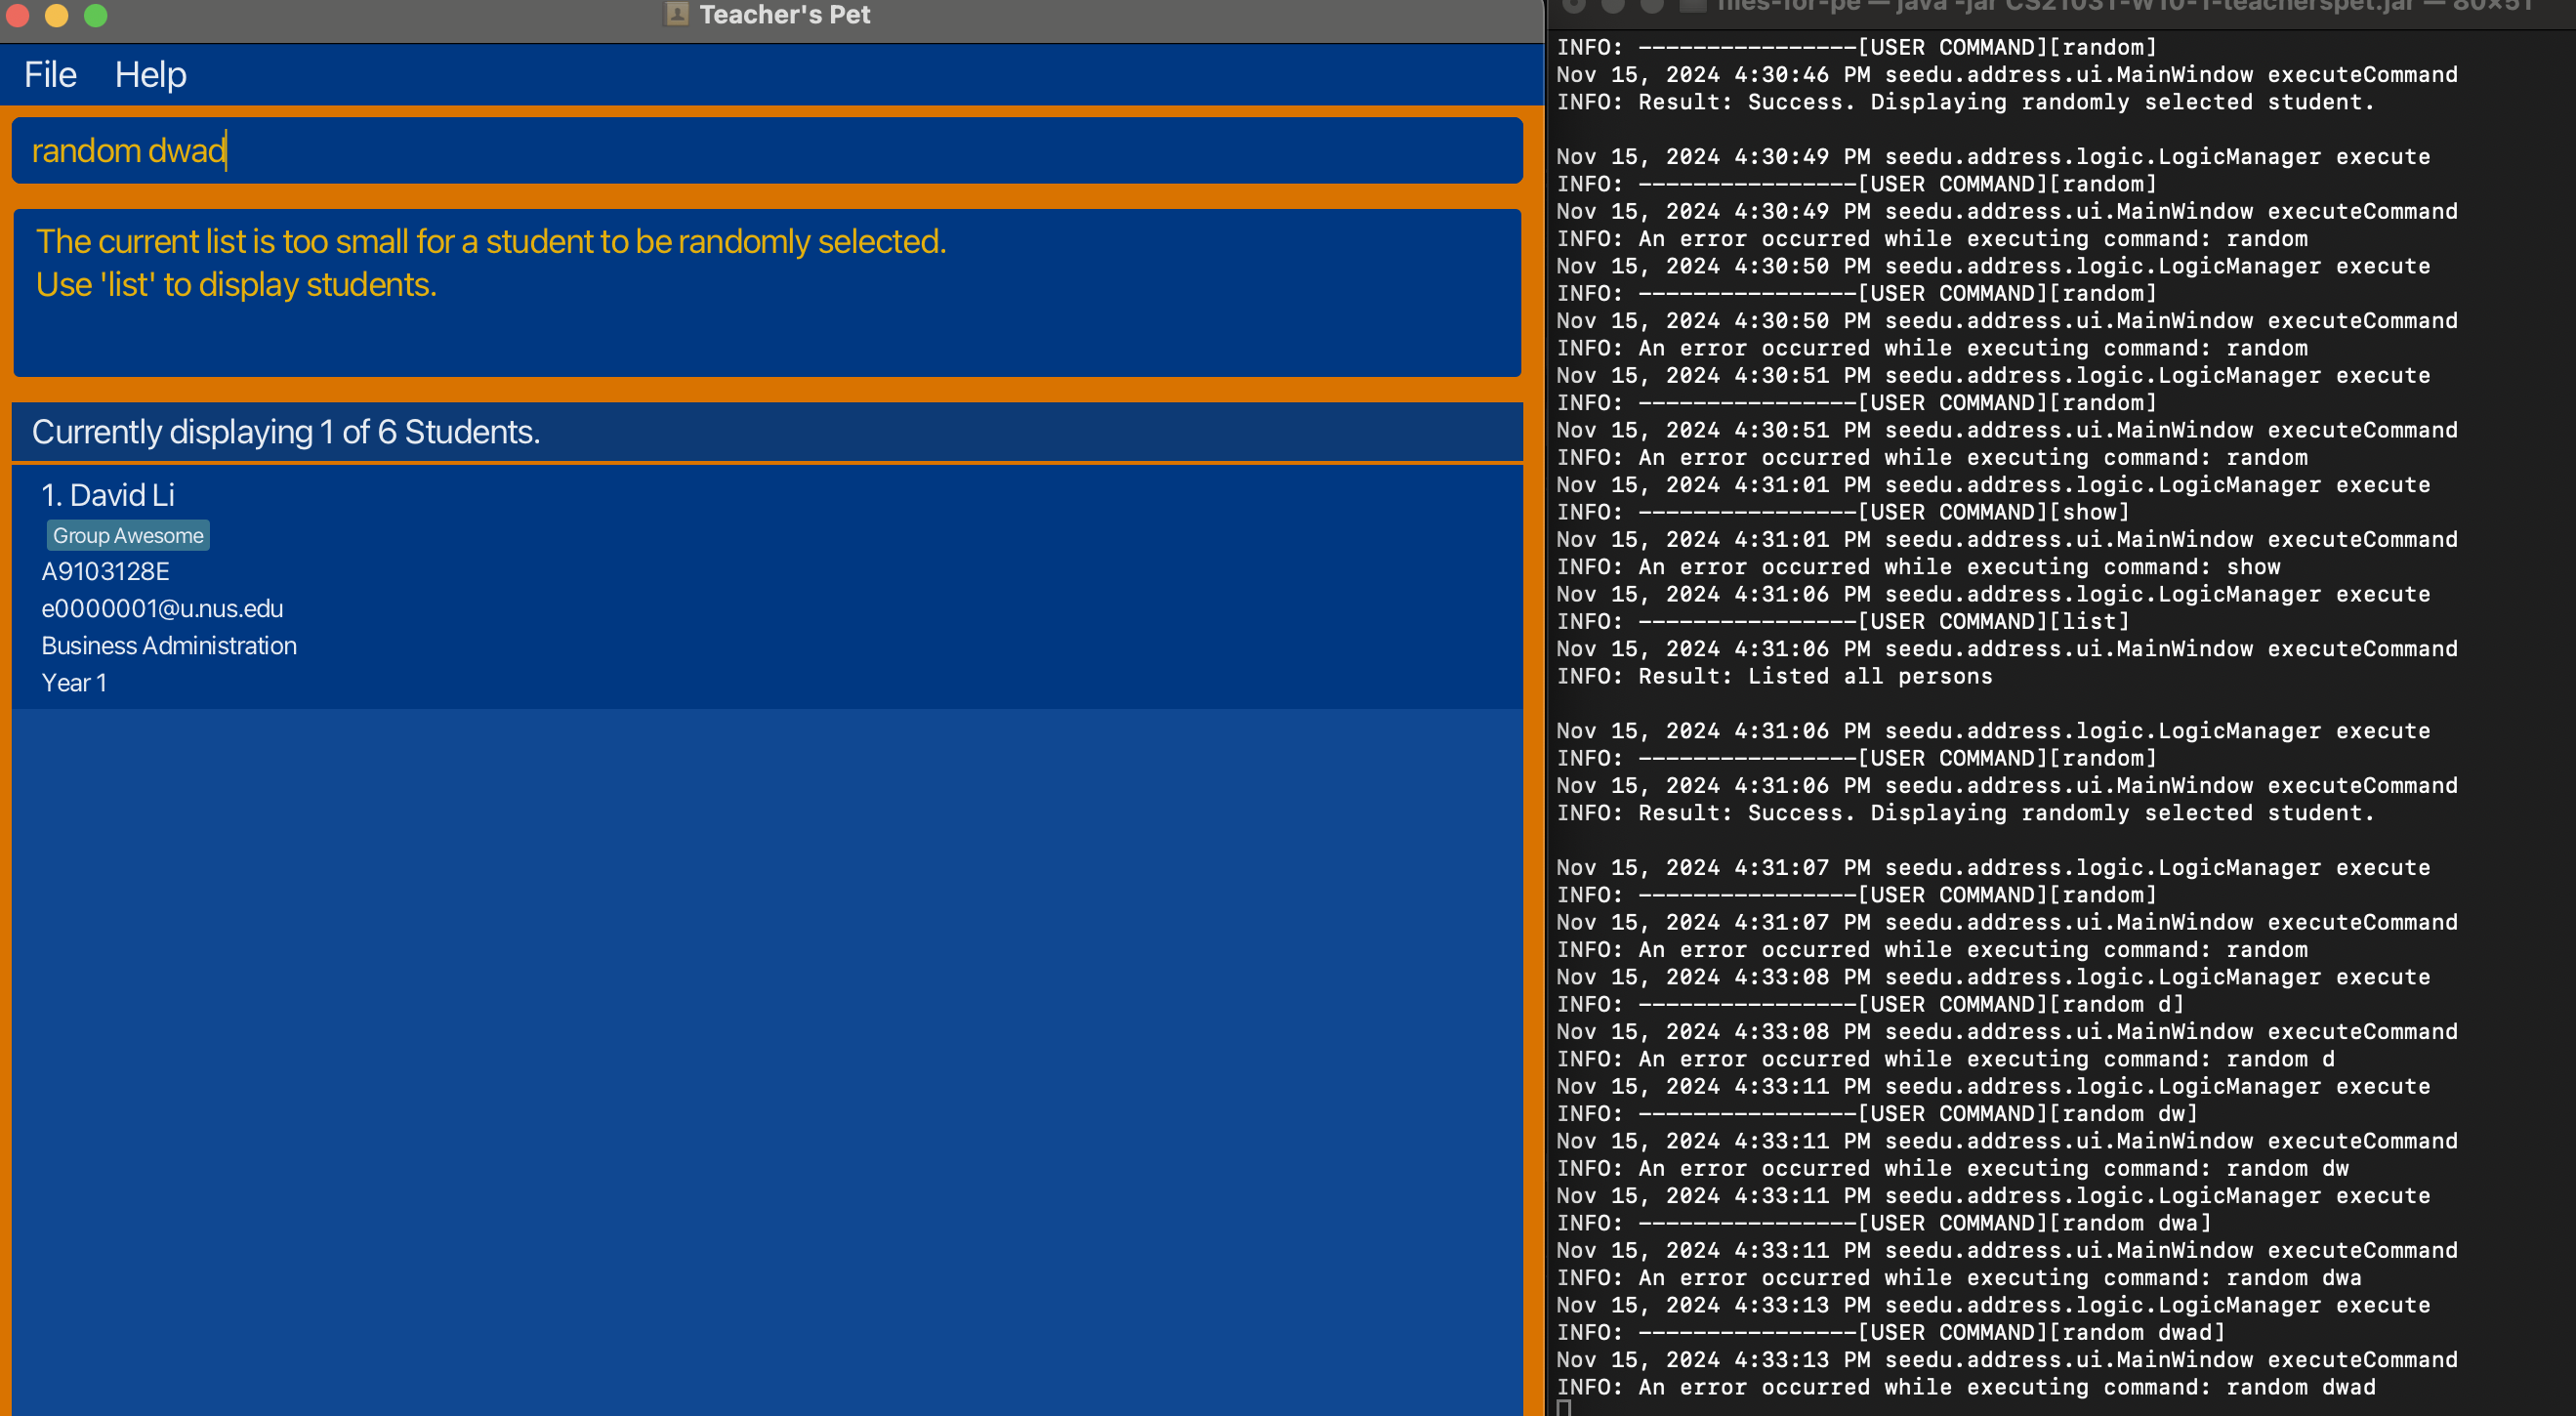 Teacher's Pet
File Help
random dwad
The current list is too small for a student to be randomly selected.
Use 'list' to display students.
Currently displaying 1 of 6 Students.
1. David Li
Group Awesome
A9103128E
e0000001@u.nus.edu
Business Administration
Year 1
files-for-pe — java -jar CS2103T-W10-1-teacherspet.jar — 80×51
INFO: ----------------[USER COMMAND][random]
Nov 15, 2024 4:30:46 PM seedu.address.ui.MainWindow executeCommand
INFO: Result: Success. Displaying randomly selected student.
Nov 15, 2024 4:30:49 PM seedu.address.logic.LogicManager execute
INFO: ----------------[USER COMMAND][random]
Nov 15, 2024 4:30:49 PM seedu.address.ui.MainWindow executeCommand
INFO: An error occurred while executing command: random
Nov 15, 2024 4:30:50 PM seedu.address.logic.LogicManager execute
INFO: ----------------[USER COMMAND][random]
Nov 15, 2024 4:30:50 PM seedu.address.ui.MainWindow executeCommand
INFO: An error occurred while executing command: random
Nov 15, 2024 4:30:51 PM seedu.address.logic.LogicManager execute
INFO: ----------------[USER COMMAND][random]
Nov 15, 2024 4:30:51 PM seedu.address.ui.MainWindow executeCommand
INFO: An error occurred while executing command: random
Nov 15, 2024 4:31:01 PM seedu.address.logic.LogicManager execute
INFO: ----------------[USER COMMAND][show]
Nov 15, 2024 4:31:01 PM seedu.address.ui.MainWindow executeCommand
INFO: An error occurred while executing command: show
Nov 15, 2024 4:31:06 PM seedu.address.logic.LogicManager execute
INFO: ----------------[USER COMMAND][list]
Nov 15, 2024 4:31:06 PM seedu.address.ui.MainWindow executeCommand
INFO: Result: Listed all persons
Nov 15, 2024 4:31:06 PM seedu.address.logic.LogicManager execute
INFO: ----------------[USER COMMAND][random]
Nov 15, 2024 4:31:06 PM seedu.address.ui.MainWindow executeCommand
INFO: Result: Success. Displaying randomly selected student.
Nov 15, 2024 4:31:07 PM seedu.address.logic.LogicManager execute
INFO: ----------------[USER COMMAND][random]
Nov 15, 2024 4:31:07 PM seedu.address.ui.MainWindow executeCommand
INFO: An error occurred while executing command: random
Nov 15, 2024 4:33:08 PM seedu.address.logic.LogicManager execute
INFO: ----------------[USER COMMAND][random d]
Nov 15, 2024 4:33:08 PM seedu.address.ui.MainWindow executeCommand
INFO: An error occurred while executing command: random d
Nov 15, 2024 4:33:11 PM seedu.address.logic.LogicManager execute
INFO: ----------------[USER COMMAND][random dw]
Nov 15, 2024 4:33:11 PM seedu.address.ui.MainWindow executeCommand
INFO: An error occurred while executing command: random dw
Nov 15, 2024 4:33:11 PM seedu.address.logic.LogicManager execute
INFO: ----------------[USER COMMAND][random dwa]
Nov 15, 2024 4:33:11 PM seedu.address.ui.MainWindow executeCommand
INFO: An error occurred while executing command: random dwa
Nov 15, 2024 4:33:13 PM seedu.address.logic.LogicManager execute
INFO: ----------------[USER COMMAND][random dwad]
Nov 15, 2024 4:33:13 PM seedu.address.ui.MainWindow executeCommand
INFO: An error occurred while executing command: random dwad